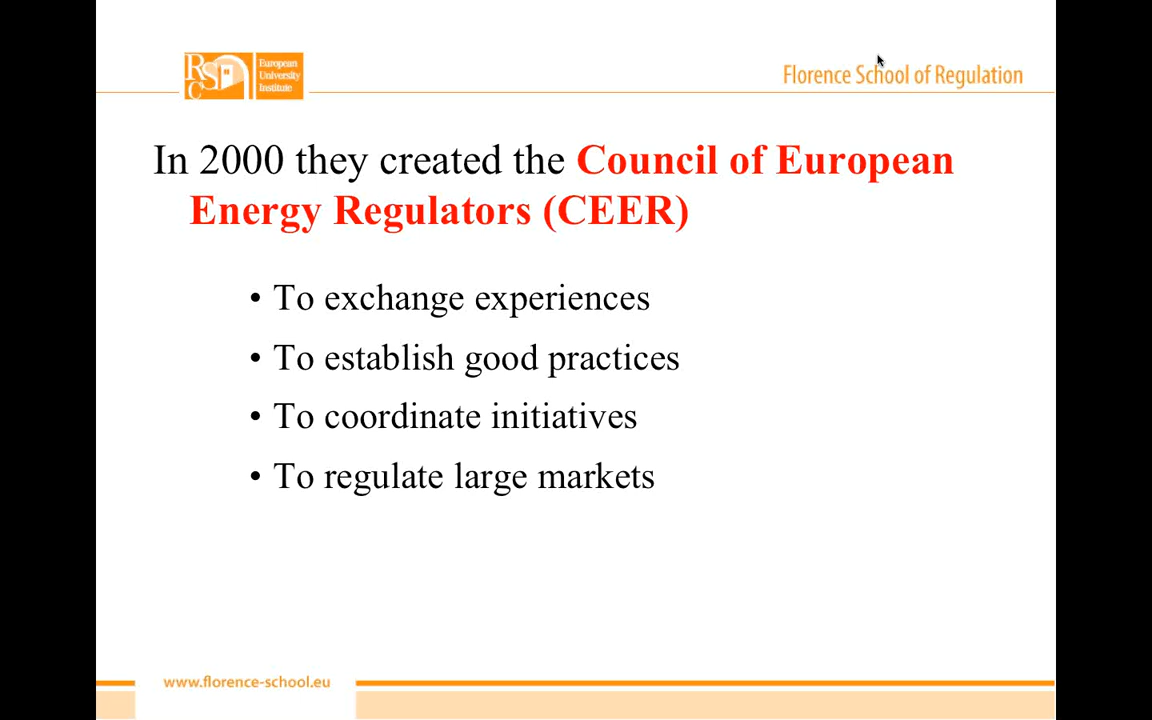 RSC
European
University
Institute
Florence School of Regulation
In 2000 they created the Council of European
Energy Regulators (CEER)
• To exchange experiences
• To establish good practices
• To coordinate initiatives
• To regulate large markets
www.florence-school.eu